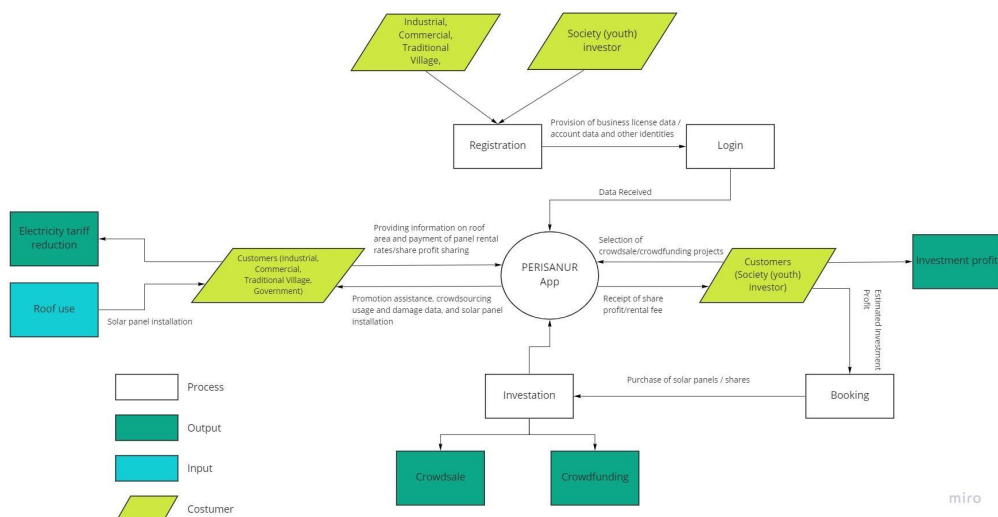 Industrial,
Commercial,
Traditional
Village,
Society (youth)
investor
Registration
Provision of business license data /
account data and other identities
Login
Data Received
Electricity tariff
reduction
Roof use
Solar panel installation
Customers (Industrial,
Commercial,
Traditional Village,
Government)
Providing information on roof
area and payment of panel rental
rates/share profit sharing
Promotion assistance, crowdsourcing
usage and damage data, and solar panel
installation
PERISANUR
App
Selection of
crowdsale/crowdfunding projects
Receipt of share
profit/rental fee
Customers
(Society (youth)
investor)
Investment profit
Estimated Investment
Profit
Booking
Purchase of solar panels / shares
Investation
Crowdsale
Crowdfunding
Process
Output
Input
Costumer
miro